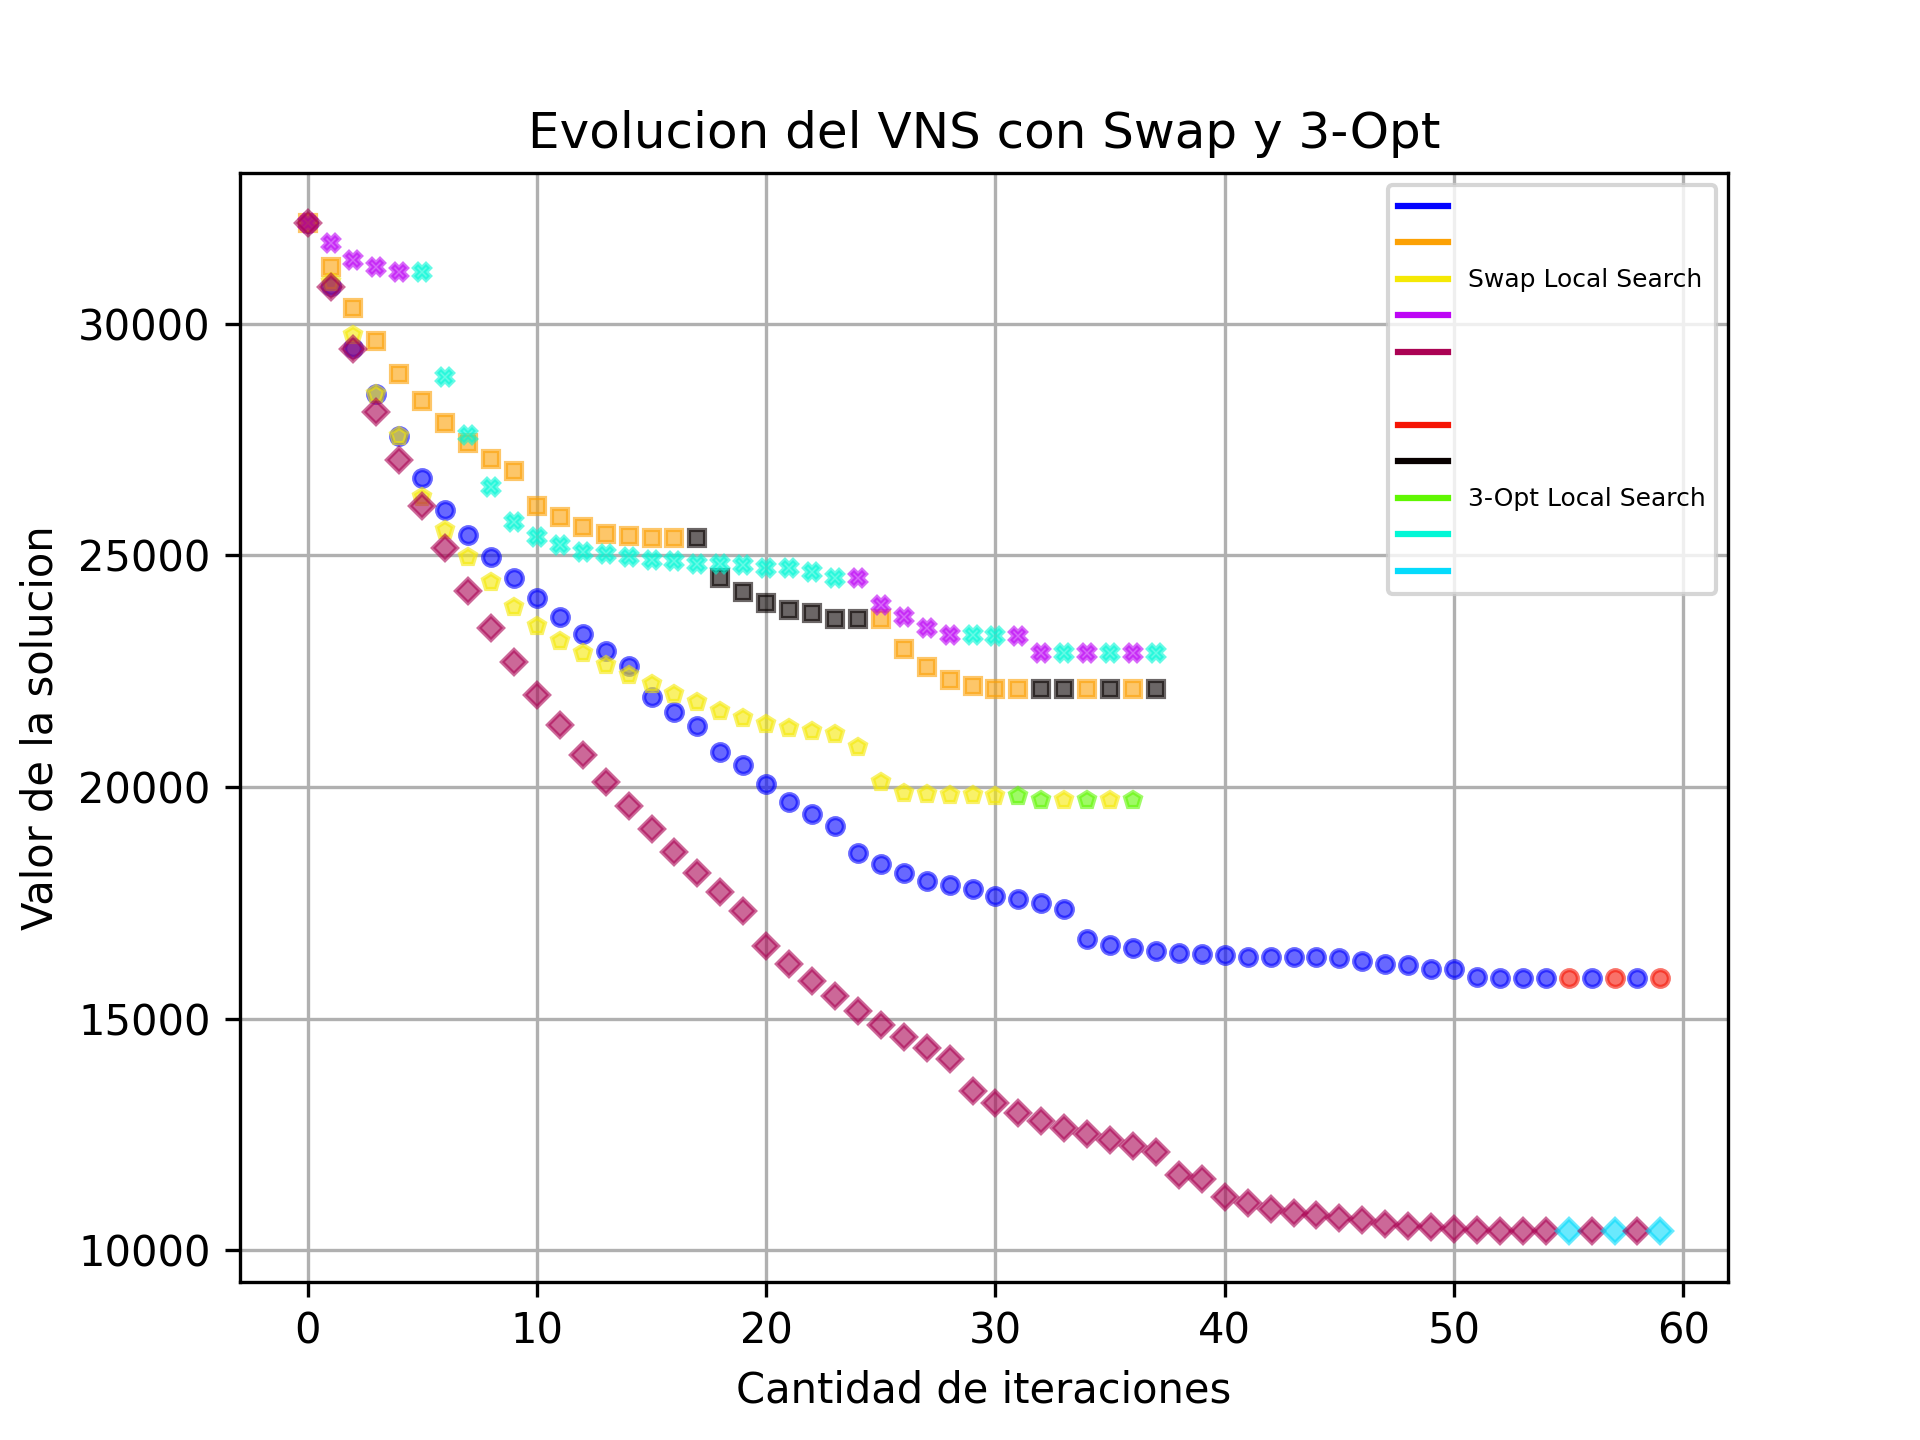 Evolucion del VNS con Swap y 3-Opt
Swap Local Search
3-Opt Local Search
Valor de la solucion
30000
25000
20000
15000
10000
0 10 20 30 40 50 60
Cantidad de iteraciones